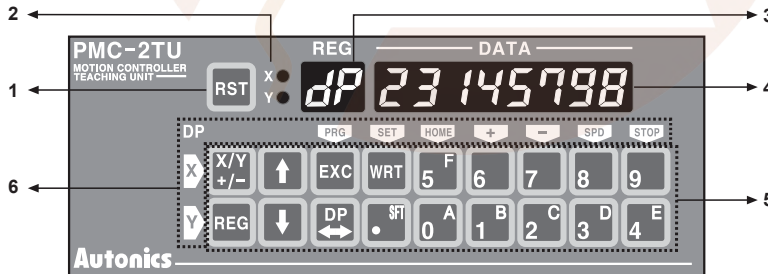 2 3
PMC-2TU REG DATA
MOTION CONTROLLER
TEACHING UNIT
1 RST X dP 23145798 4
Y
DP PRG SET HOME + - SPD STOP
X X/Y +/- ↑ EXC WRT 5 F 6 7 8 9
6 5
Y REG ↓ DP ↔ • SFT 0 A 1 B 2 C 3 D 4 E
Autonics